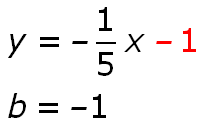 y = –1/5 x – 1
b = –1